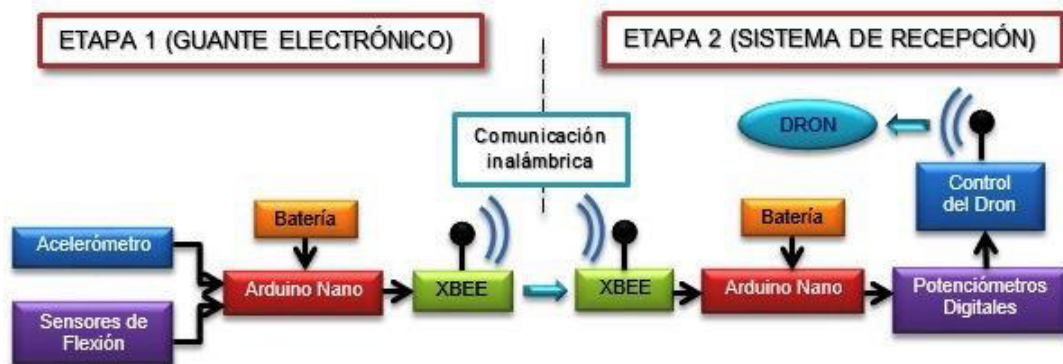 ETAPA 1 (GUANTE ELECTRÓNICO)
ETAPA 2 (SISTEMA DE RECEPCIÓN)
Comunicación
inalámbrica
DRON
Control
del Dron
Batería
Batería
Acelerómetro
Arduino Nano
XBEE
XBEE
Arduino Nano
Potenciómetros
Digitales
Sensores de
Flexión